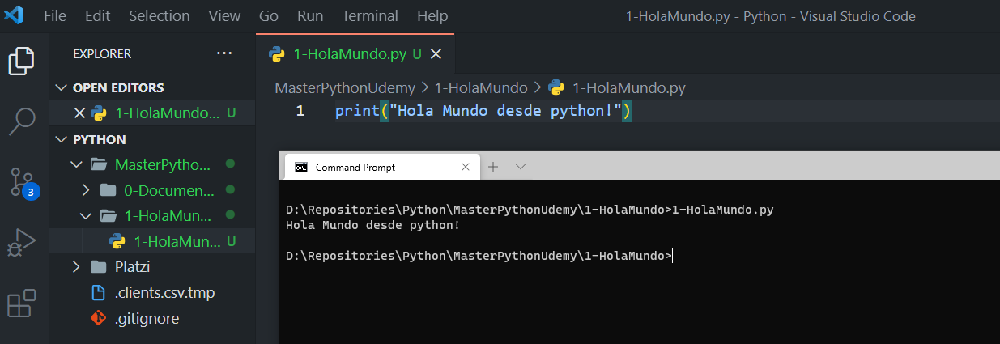 File Edit Selection View Go Run Terminal Help 1-HolaMundo.py - Python - Visual Studio Code
EXPLORER ···
1-HolaMundo.py U
OPEN EDITORS
1-HolaMundo... U
PYTHON
MasterPytho...
0-Documen...
1-HolaMun...
1-HolaMun... U
Platzi
.clients.csv.tmp
.gitignore
3
MasterPythonUdemy > 1-HolaMundo > 1-HolaMundo.py
1 print("Hola Mundo desde python!")
Command Prompt
D:\Repositories\Python\MasterPythonUdemy\1-HolaMundo>1-HolaMundo.py
Hola Mundo desde python!
D:\Repositories\Python\MasterPythonUdemy\1-HolaMundo>